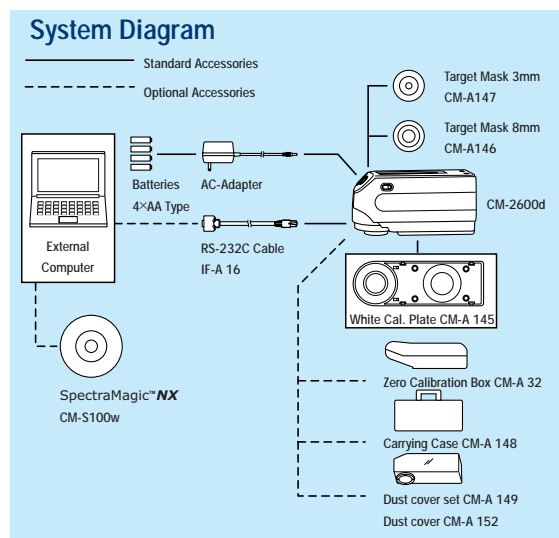 System Diagram
Standard Accessories
Optional Accessories
Target Mask 3mm
CM-A147
Target Mask 8mm
CM-A146
Batteries
4×AA Type
AC-Adapter
CM-2600d
RS-232C Cable
IF-A 16
External
Computer
White Cal. Plate CM-A 145
SpectraMagic™NX
CM-S100w
Zero Calibration Box CM-A 32
Carrying Case CM-A 148
Dust cover set CM-A 149
Dust cover CM-A 152